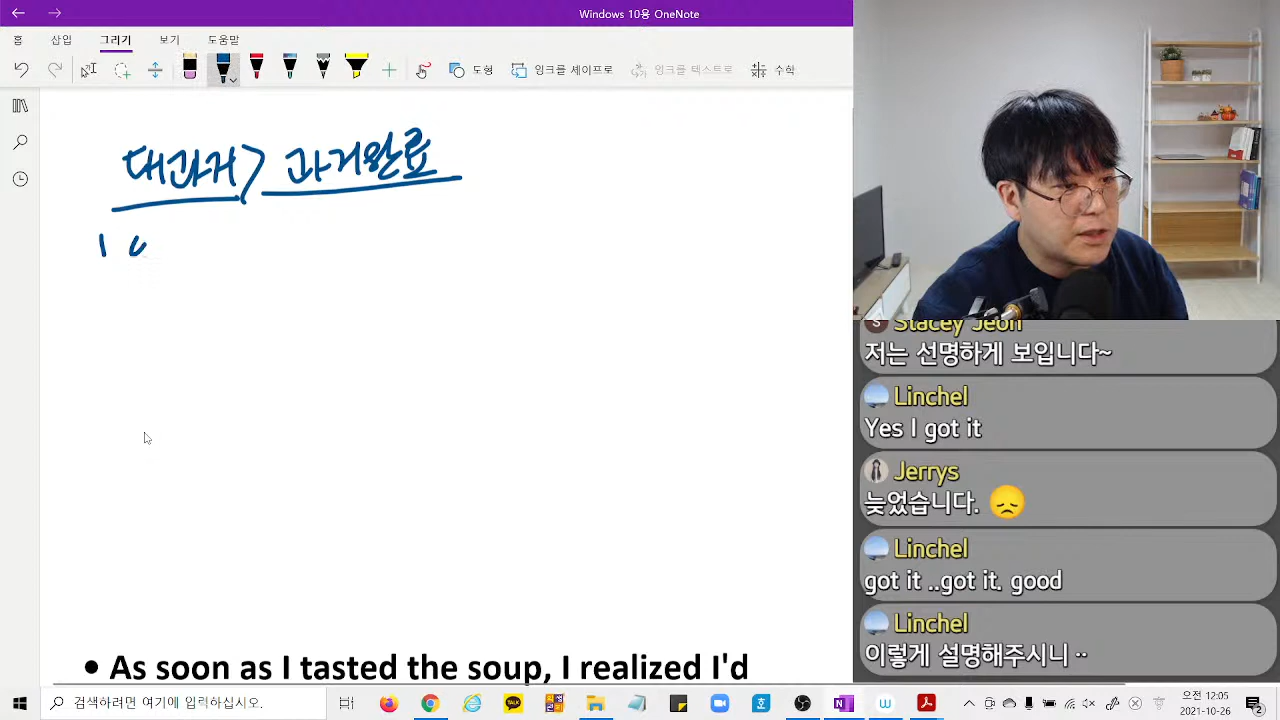 Windows 10용 OneNote
홈 삽입 그리기 보기 도움말
도형 잉크를 셰이프로 잉크를 텍스트로 수학
대과거 > 과거완료
I
• As soon as I tasted the soup, I realized I'd
S Stacey Jeon
저는 선명하게 보입니다~
Linchel
Yes I got it
Jerrys
늦었습니다. 😞
Linchel
got it ..got it. good
Linchel
이렇게 설명해주시니 ··
검색하려면 여기에 입력하십시오. TALK W 오전 1:05
2021-10-05
2